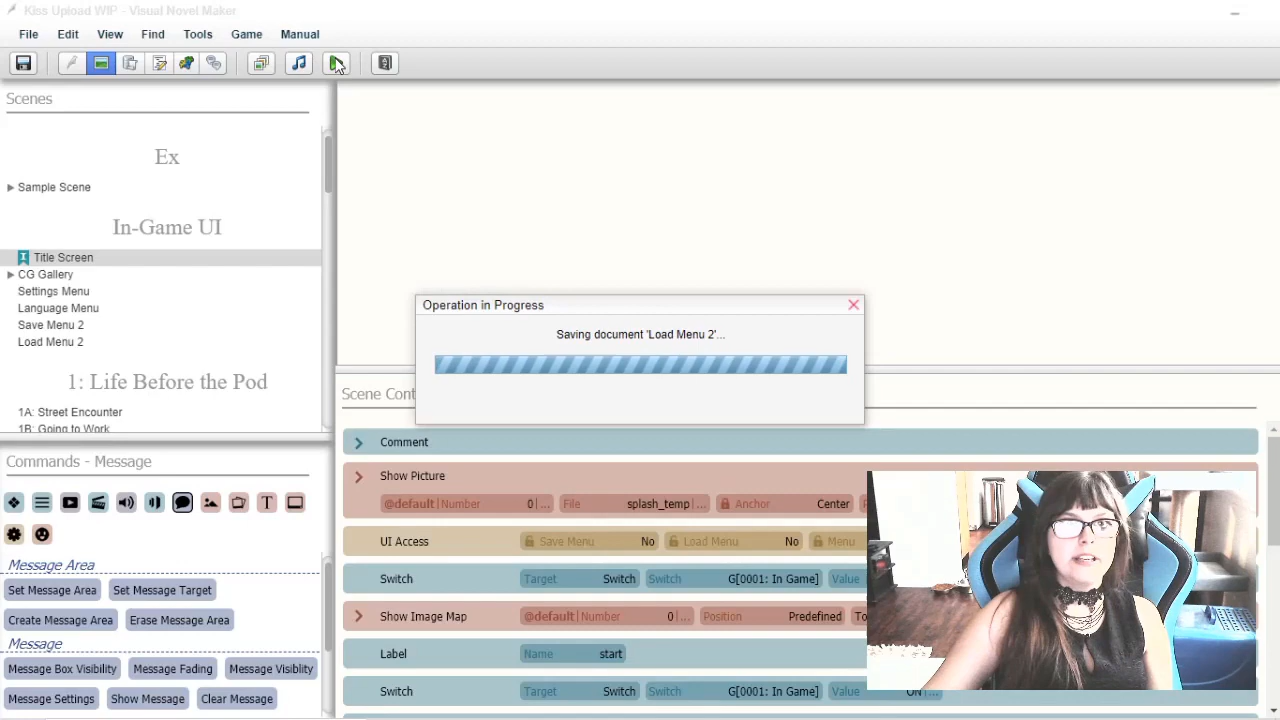 Kiss Upload WIP - Visual Novel Maker
File Edit View Find Tools Game Manual
Scenes
Ex
Sample Scene
In-Game UI
Title Screen
CG Gallery
Settings Menu
Language Menu
Save Menu 2
Load Menu 2
1: Life Before the Pod
1A: Street Encounter
1B: Going to Work
Operation in Progress
Saving document 'Load Menu 2'...
Scene Cont
Comment
Show Picture
@default | Number 0 | ... File splash_temp | ... Anchor Center
UI Access Save Menu No Load Menu No Menu
Switch Target Switch Switch G[0001: In Game] Value
Show Image Map @default | Number 0 | ... Position Predefined
Label Name start
Switch Target Switch Switch G[0001: In Game] Value ON | ...
Commands - Message
T
Message Area
Set Message Area Set Message Target
Create Message Area Erase Message Area
Message
Message Box Visibility Message Fading Message Visiblity
Message Settings Show Message Clear Message